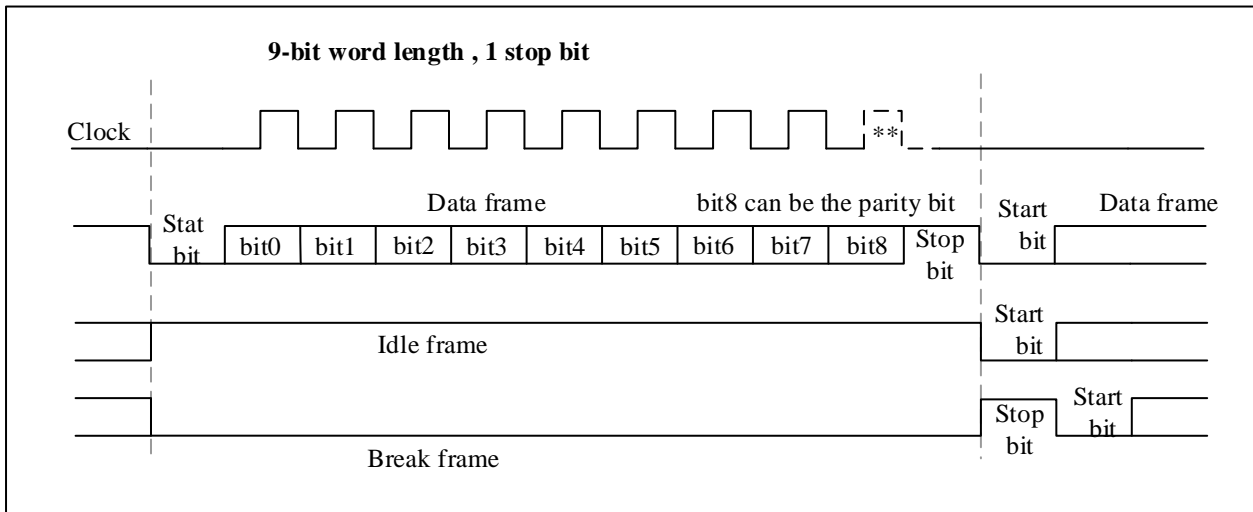 9-bit word length , 1 stop bit
Clock
**
Data frame
bit8 can be the parity bit
Data frame
Stat
bit
bit0 bit1 bit2 bit3 bit4 bit5 bit6 bit7 bit8
Stop
bit
Start
bit
Idle frame
Start
bit
Break frame
Stop
bit
Start
bit